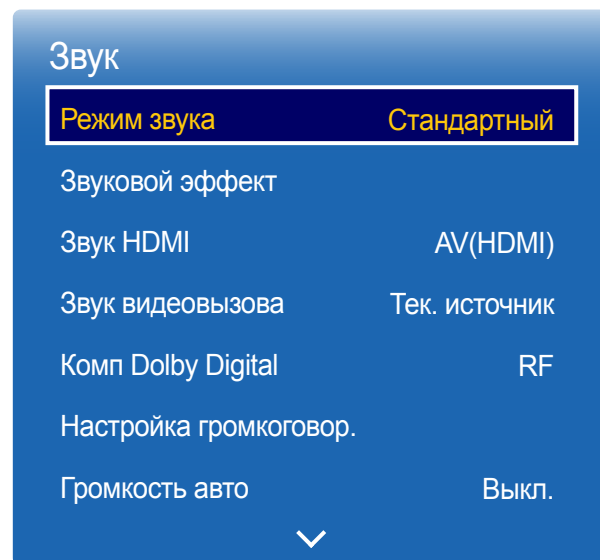 Звук
Режим звука Стандартный
Звуковой эффект
Звук HDMI AV(HDMI)
Звук видеовызова Тек. источник
Комп Dolby Digital RF
Настройка громкоговор.
Громкость авто Выкл.